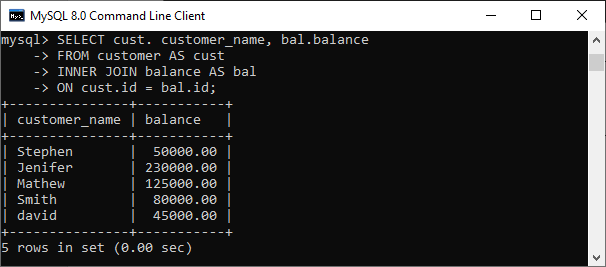 MySQL 8.0 Command Line Client
mysql> SELECT cust. customer_name, bal.balance
    -> FROM customer AS cust
    -> INNER JOIN balance AS bal
    -> ON cust.id = bal.id;
+---------------+-----------+
| customer_name | balance   |
+---------------+-----------+
| Stephen       |  50000.00 |
| Jenifer       | 230000.00 |
| Mathew        | 125000.00 |
| Smith         |  80000.00 |
| david         |  45000.00 |
+---------------+-----------+
5 rows in set (0.00 sec)